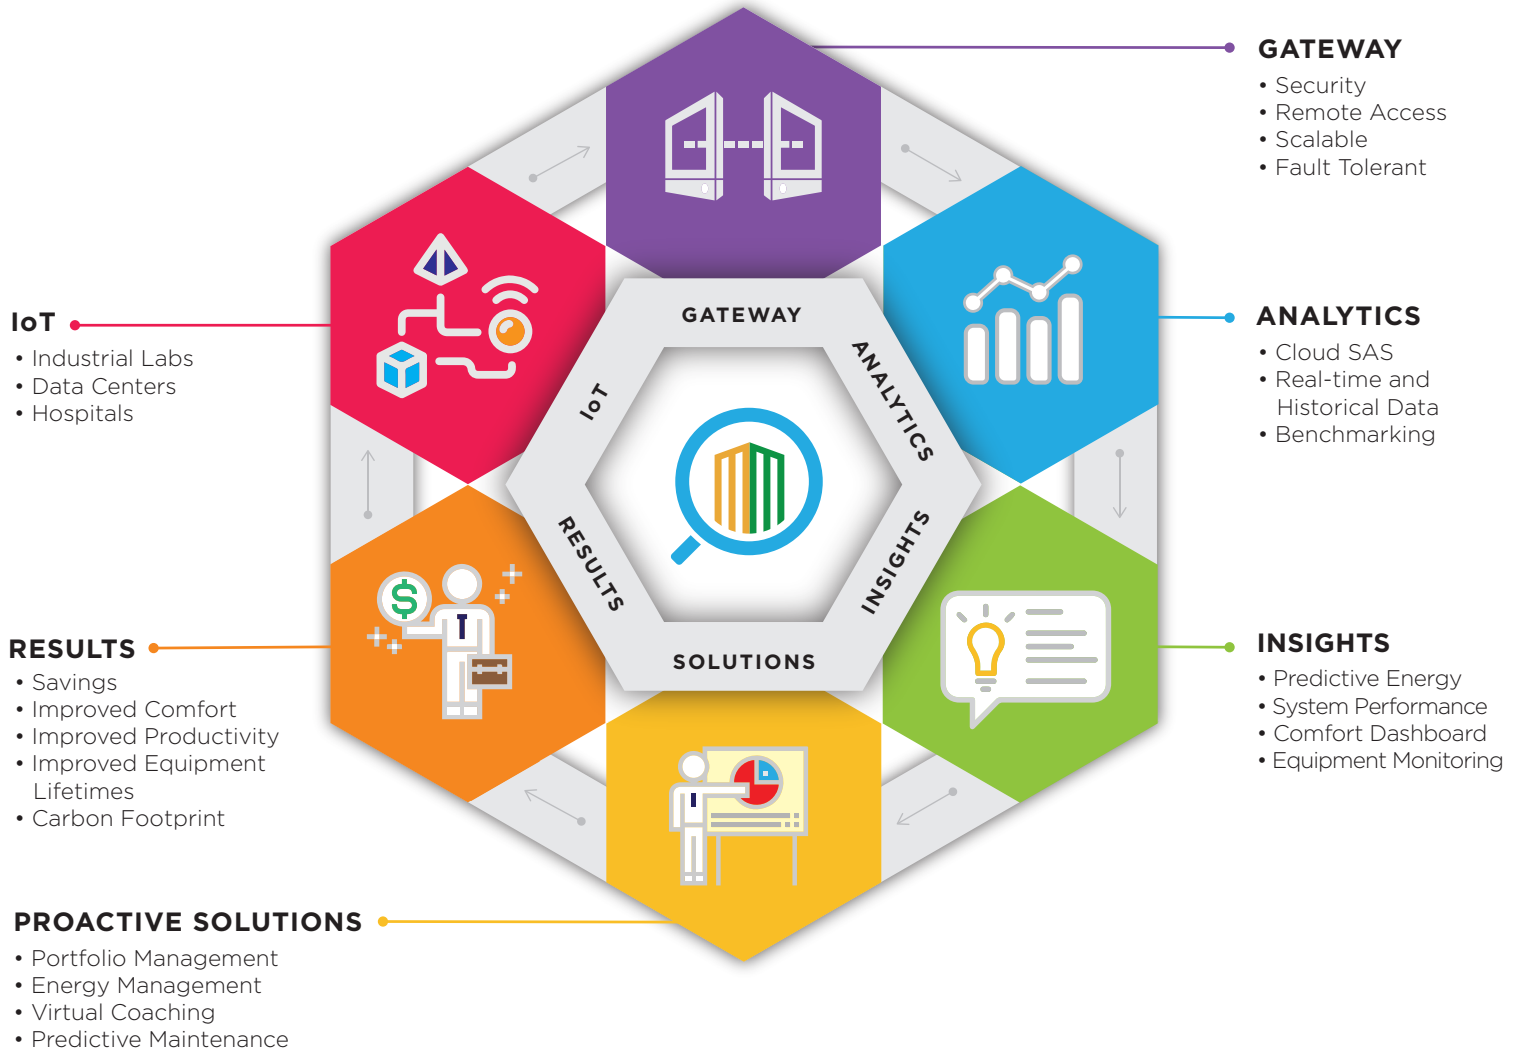 GATEWAY
• Security
• Remote Access
• Scalable
• Fault Tolerant
ANALYTICS
• Cloud SAS
• Real-time and
Historical Data
• Benchmarking
INSIGHTS
• Predictive Energy
• System Performance
• Comfort Dashboard
• Equipment Monitoring
PROACTIVE SOLUTIONS
• Portfolio Management
• Energy Management
• Virtual Coaching
• Predictive Maintenance
RESULTS
• Savings
• Improved Comfort
• Improved Productivity
• Improved Equipment
Lifetimes
• Carbon Footprint
IoT
• Industrial Labs
• Data Centers
• Hospitals
GATEWAY
ANALYTICS
INSIGHTS
SOLUTIONS
RESULTS
IoT
$